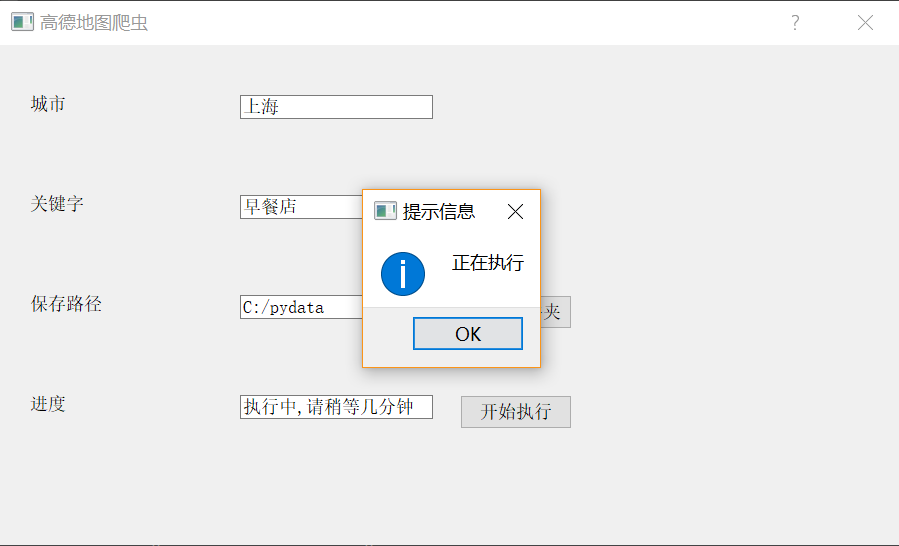 高德地图爬虫
城市
上海
关键字
早餐店
提示信息
正在执行
保存路径
C:/pydata
夹
OK
进度
执行中,请稍等几分钟
开始执行